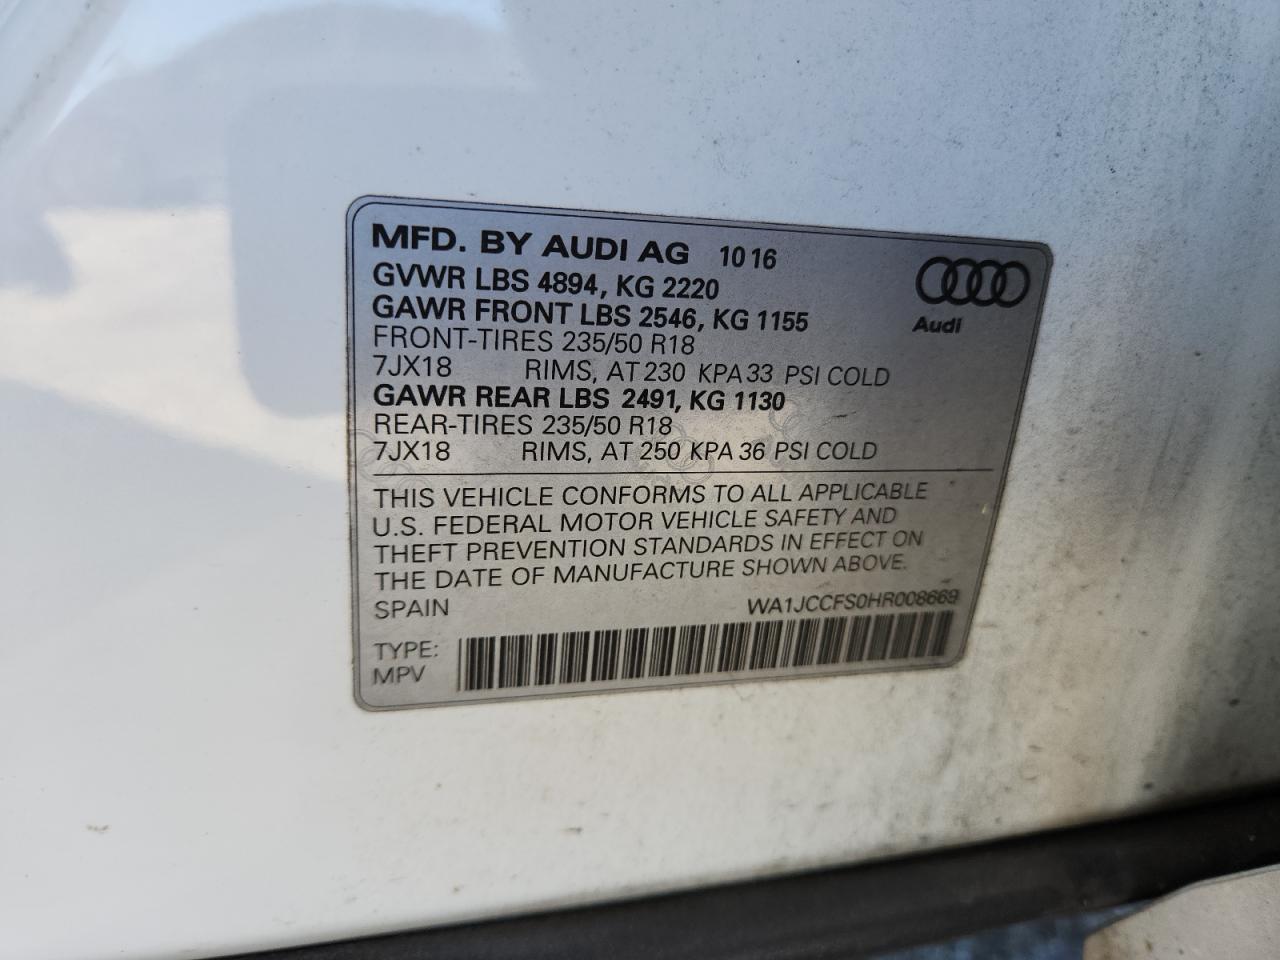 MFD. BY AUDI AG 10 16
GVWR LBS 4894, KG 2220
GAWR FRONT LBS 2546, KG 1155
FRONT-TIRES 235/50 R18
7JX18 RIMS, AT 230 KPA 33 PSI COLD
GAWR REAR LBS 2491, KG 1130
REAR-TIRES 235/50 R18
7JX18 RIMS, AT 250 KPA 36 PSI COLD
Audi
THIS VEHICLE CONFORMS TO ALL APPLICABLE
U.S. FEDERAL MOTOR VEHICLE SAFETY AND
THEFT PREVENTION STANDARDS IN EFFECT ON
THE DATE OF MANUFACTURE SHOWN ABOVE.
SPAIN WA1JCCFS0HR008669
TYPE:
MPV